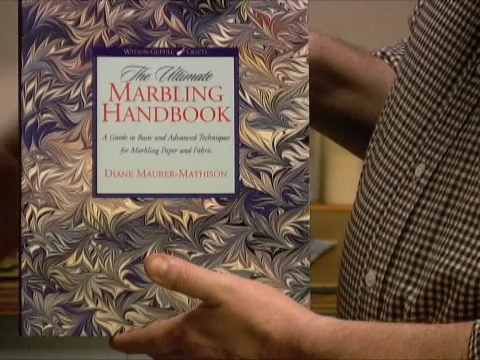 WATSON-GUPTILL CRAFTS
The Ultimate
MARBLING
HANDBOOK
A Guide to Basic and Advanced Techniques
for Marbling Paper and Fabric
DIANE MAURER-MATHISON